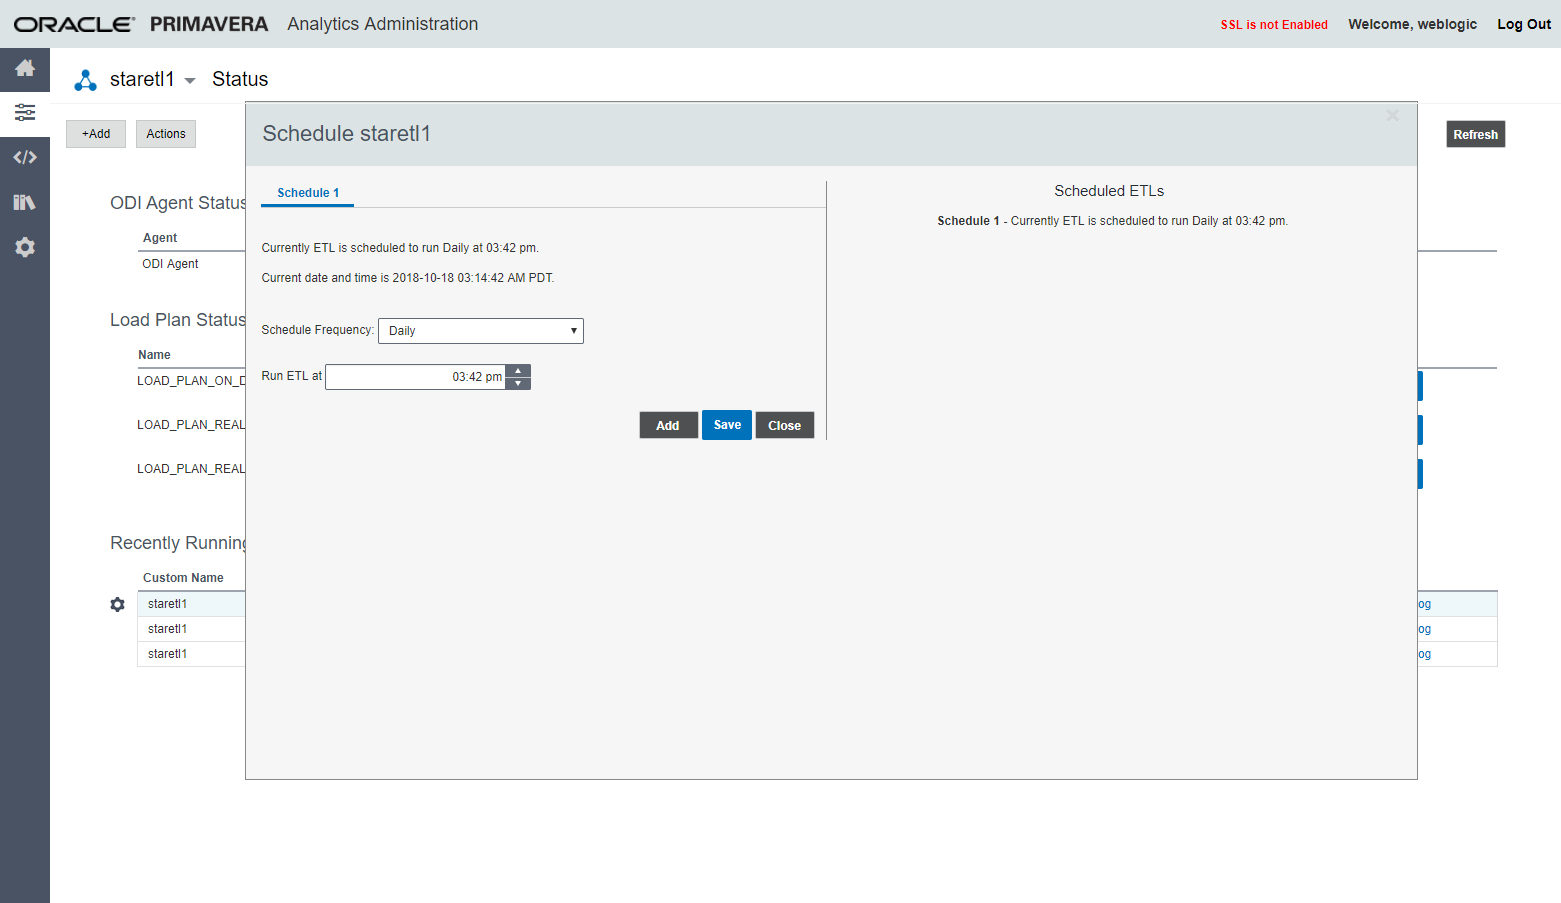 ORACLE PRIMAVERA Analytics Administration
SSL is not Enabled Welcome, weblogic Log Out
staretl1 Status
+Add Actions
Refresh
ODI Agent Status
Agent
ODI Agent
Load Plan Status
Name
LOAD_PLAN_ON_D
LOAD_PLAN_REAL
LOAD_PLAN_REAL
Recently Running
Custom Name
staretl1
staretl1
staretl1
og
og
og
Schedule staretl1
Schedule 1
Currently ETL is scheduled to run Daily at 03:42 pm.
Current date and time is 2018-10-18 03:14:42 AM PDT.
Schedule Frequency: Daily
Run ETL at 03:42 pm
Add Save Close
Scheduled ETLs
Schedule 1 - Currently ETL is scheduled to run Daily at 03:42 pm.